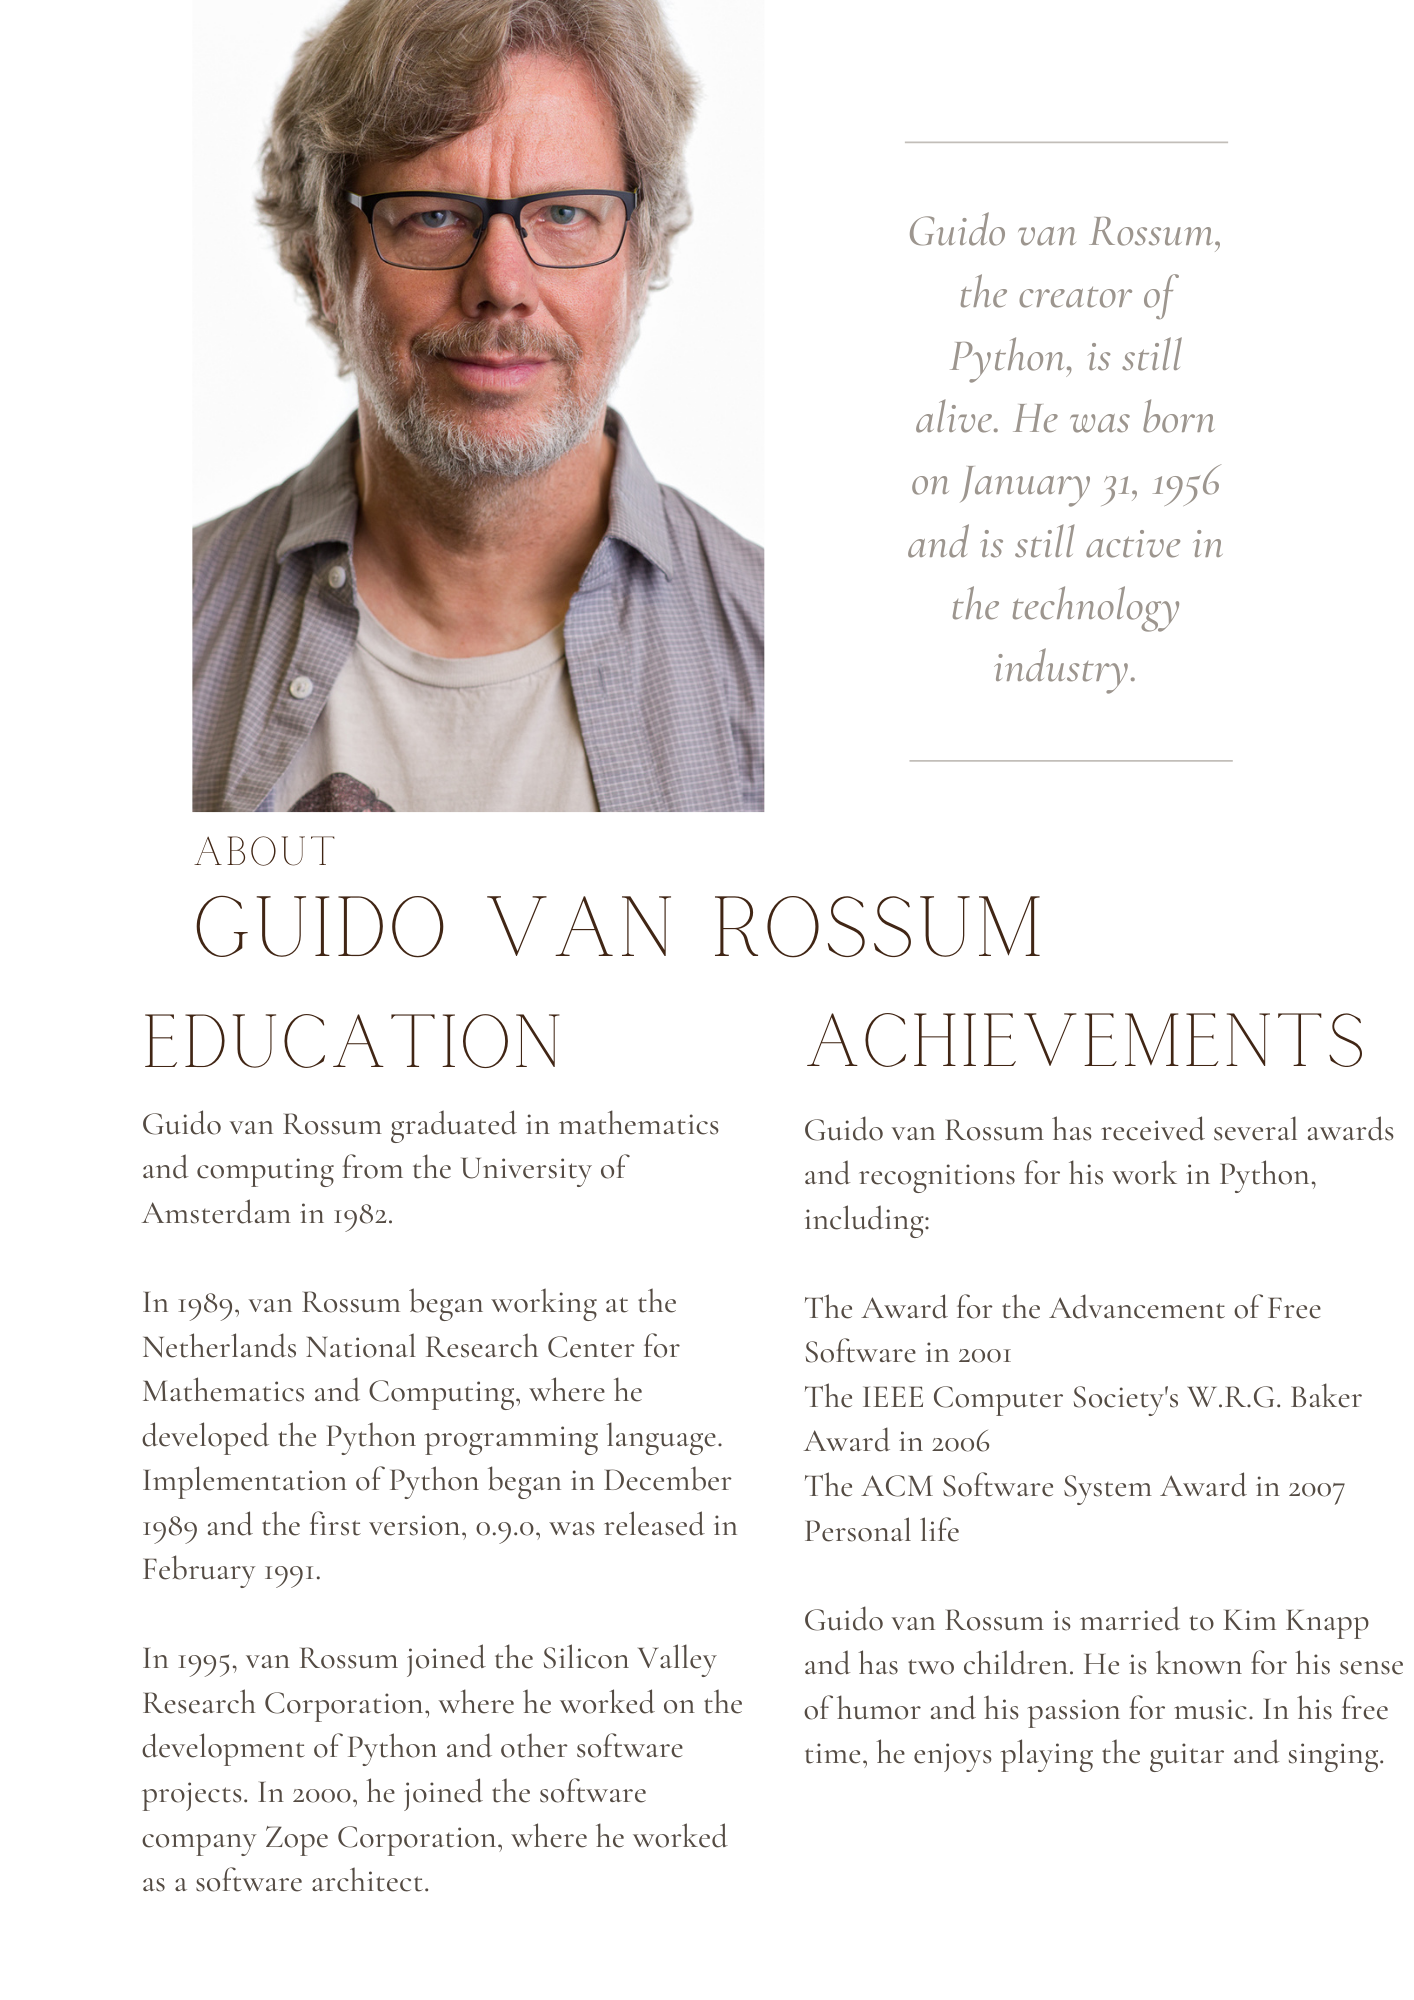 Guido van Rossum,
the creator of
Python, is still
alive. He was born
on January 31, 1956
and is still active in
the technology
industry.
ABOUT
GUIDO VAN ROSSUM
EDUCATION
Guido van Rossum graduated in mathematics
and computing from the University of
Amsterdam in 1982.
In 1989, van Rossum began working at the
Netherlands National Research Center for
Mathematics and Computing, where he
developed the Python programming language.
Implementation of Python began in December
1989 and the first version, 0.9.0, was released in
February 1991.
In 1995, van Rossum joined the Silicon Valley
Research Corporation, where he worked on the
development of Python and other software
projects. In 2000, he joined the software
company Zope Corporation, where he worked
as a software architect.
ACHIEVEMENTS
Guido van Rossum has received several awards
and recognitions for his work in Python,
including:
The Award for the Advancement of Free
Software in 2001
The IEEE Computer Society's W.R.G. Baker
Award in 2006
The ACM Software System Award in 2007
Personal life
Guido van Rossum is married to Kim Knapp
and has two children. He is known for his sense
of humor and his passion for music. In his free
time, he enjoys playing the guitar and singing.